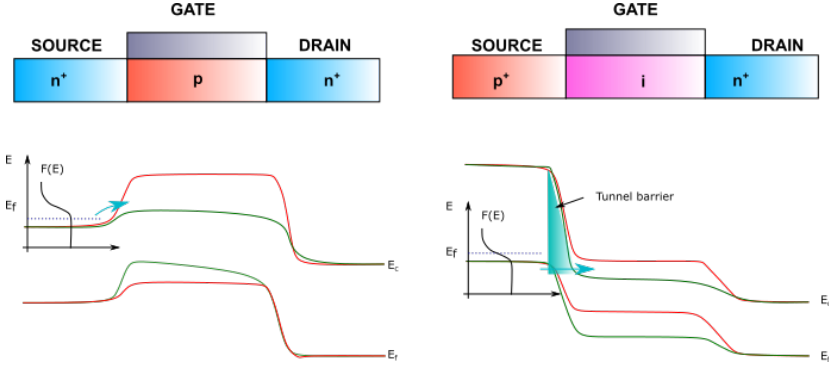 GATE
SOURCE
DRAIN
n+
p
n+
E
F(E)
Ef
Ec
Ef
GATE
SOURCE
DRAIN
p+
i
n+
Tunnel barrier
E
F(E)
Ef